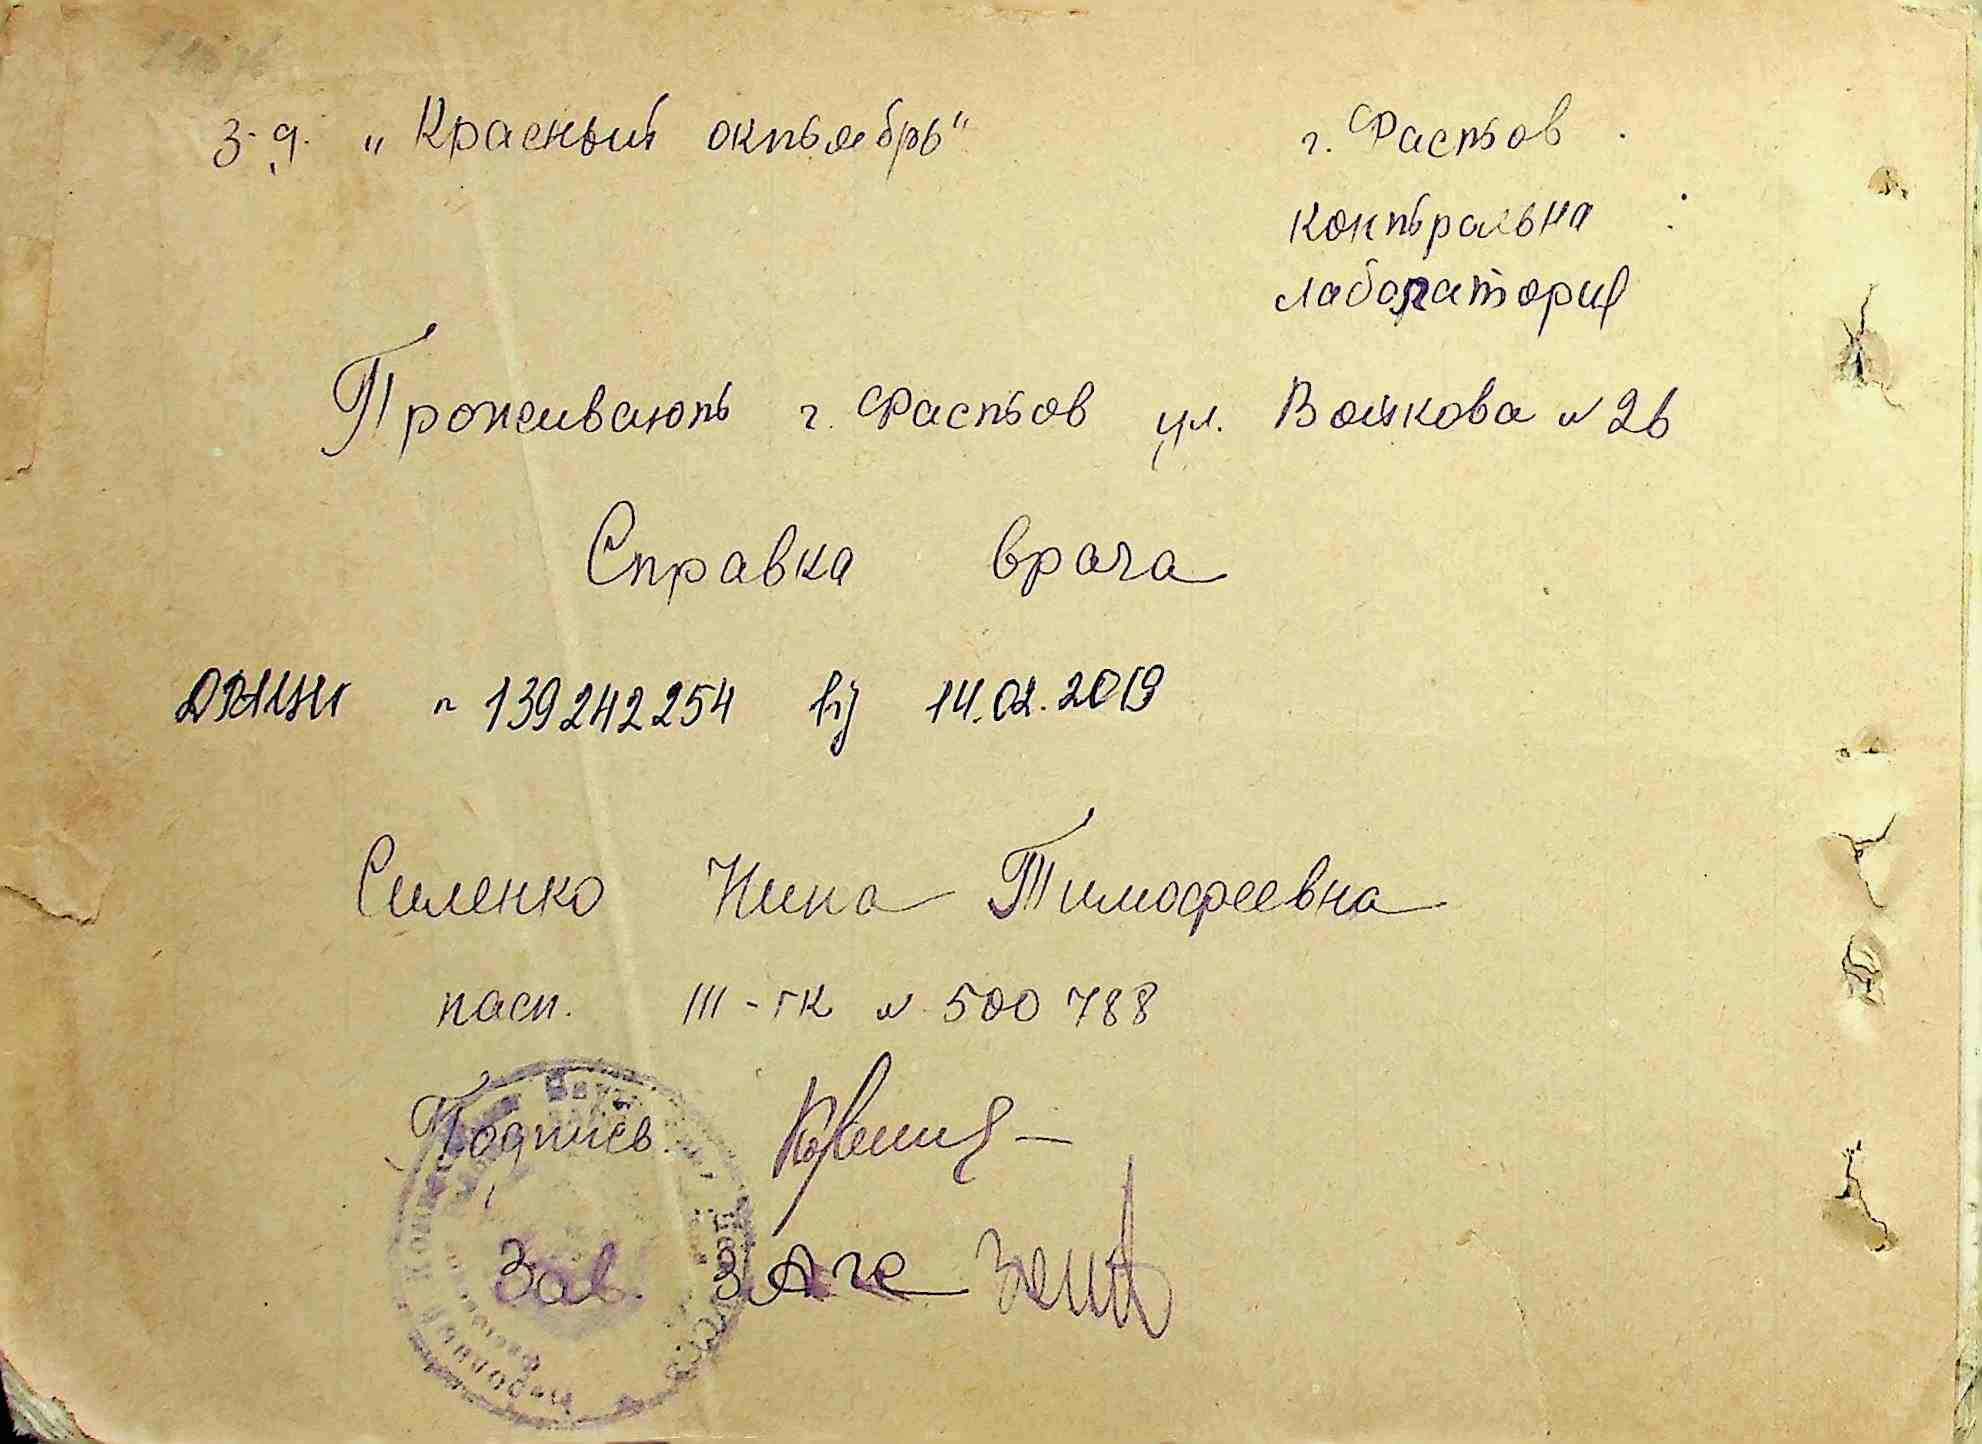 з-д. „Красный октябрь" г. Фастов
контрольна
лаборатория
Проживают г. Фастов ул. Войкова № 26
Справка врача
№ 139242254 від 14.02.2019
Силенко Нина Тимофеевна
пасп. III-ГК № 500788
Подпись.
Зав. загс